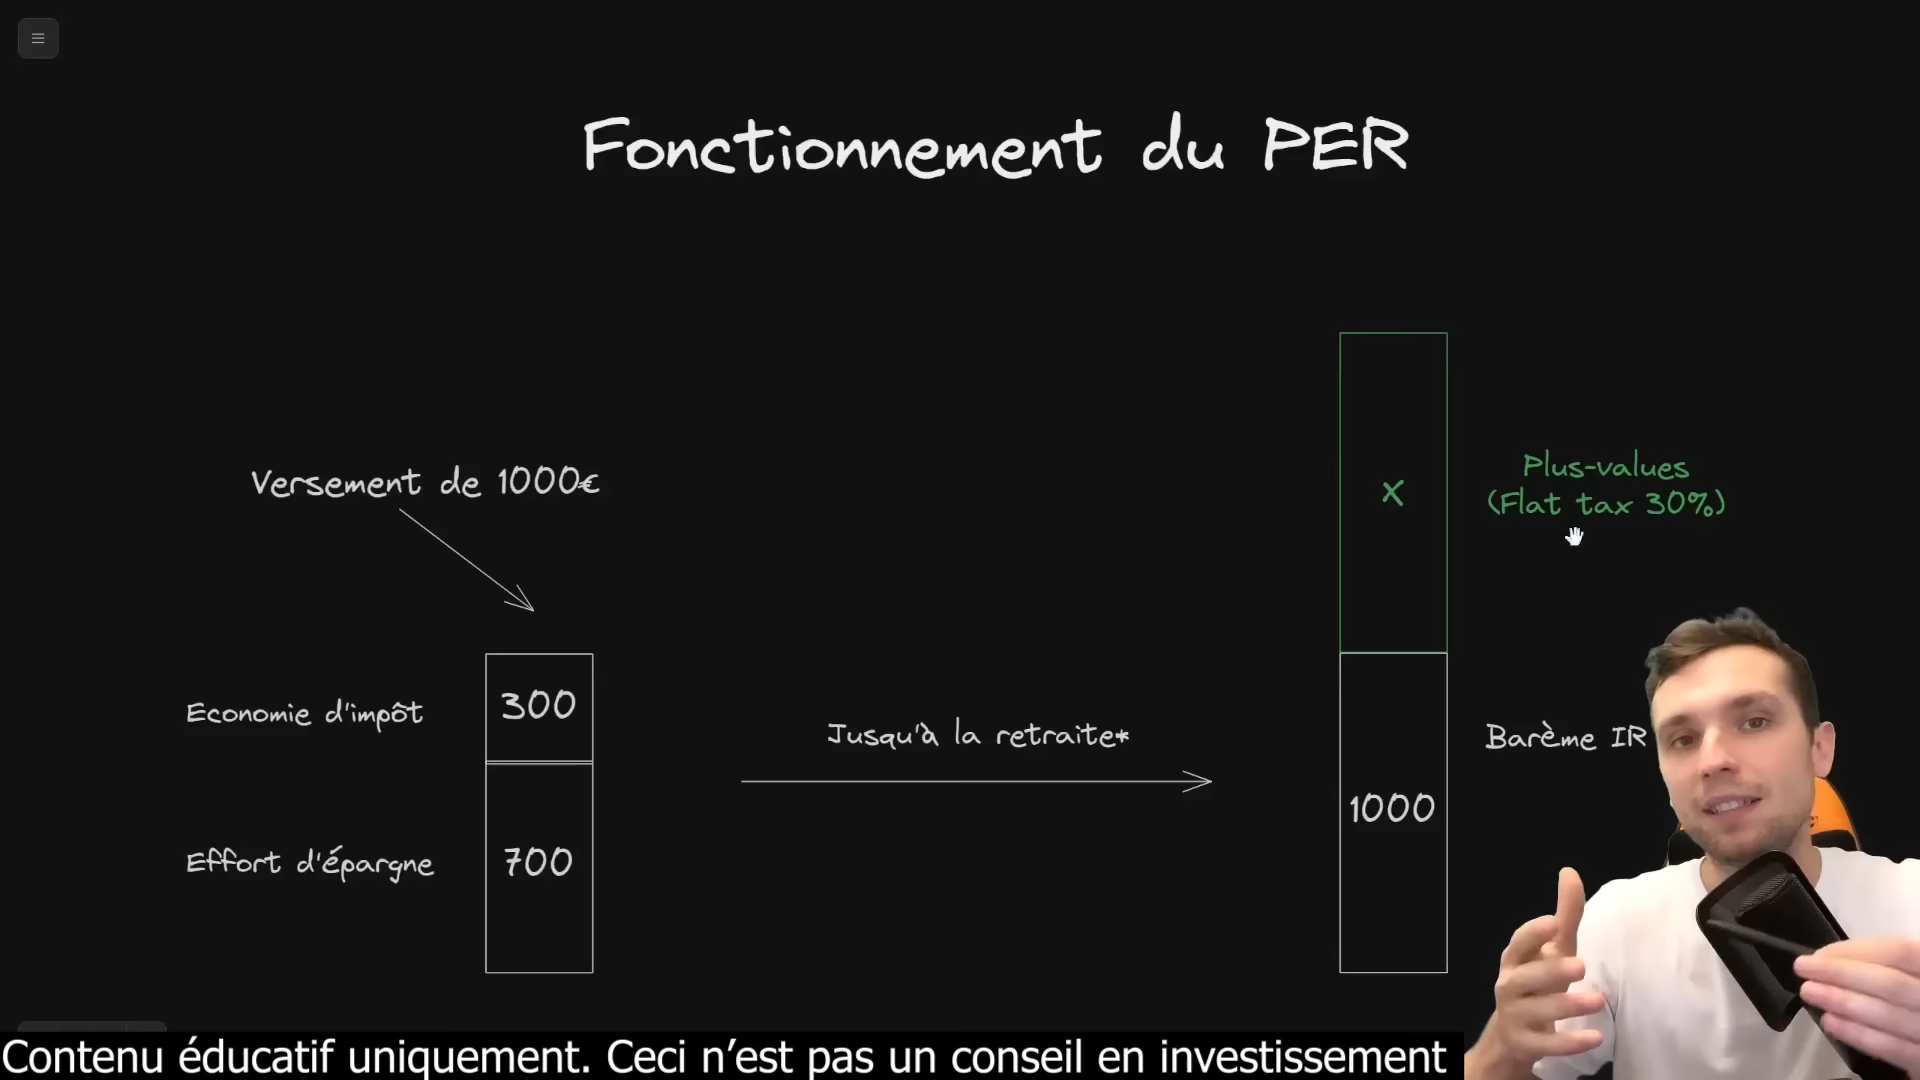 Fonctionnement du PER
Versement de 1000€
Economie d'impôt
300
Effort d'épargne
700
Jusqu'à la retraite*
X
Plus-values
(Flat tax 30%)
1000
Barème IR
Contenu éducatif uniquement. Ceci n’est pas un conseil en investissement